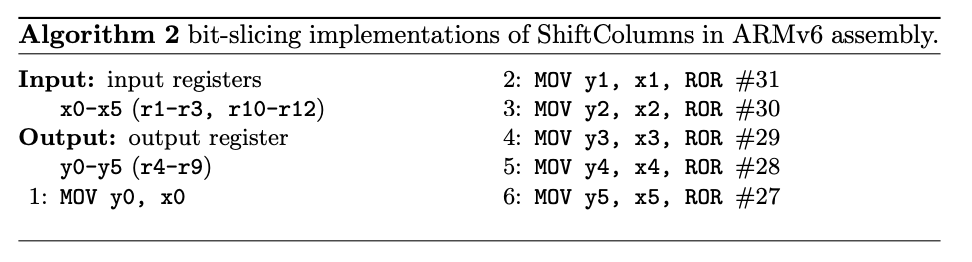 Algorithm 2 bit-slicing implementations of ShiftColumns in ARMv6 assembly.
Input: input registers
x0-x5 (r1-r3, r10-r12)
Output: output register
y0-y5 (r4-r9)
1: MOV y0, x0
2: MOV y1, x1, ROR #31
3: MOV y2, x2, ROR #30
4: MOV y3, x3, ROR #29
5: MOV y4, x4, ROR #28
6: MOV y5, x5, ROR #27